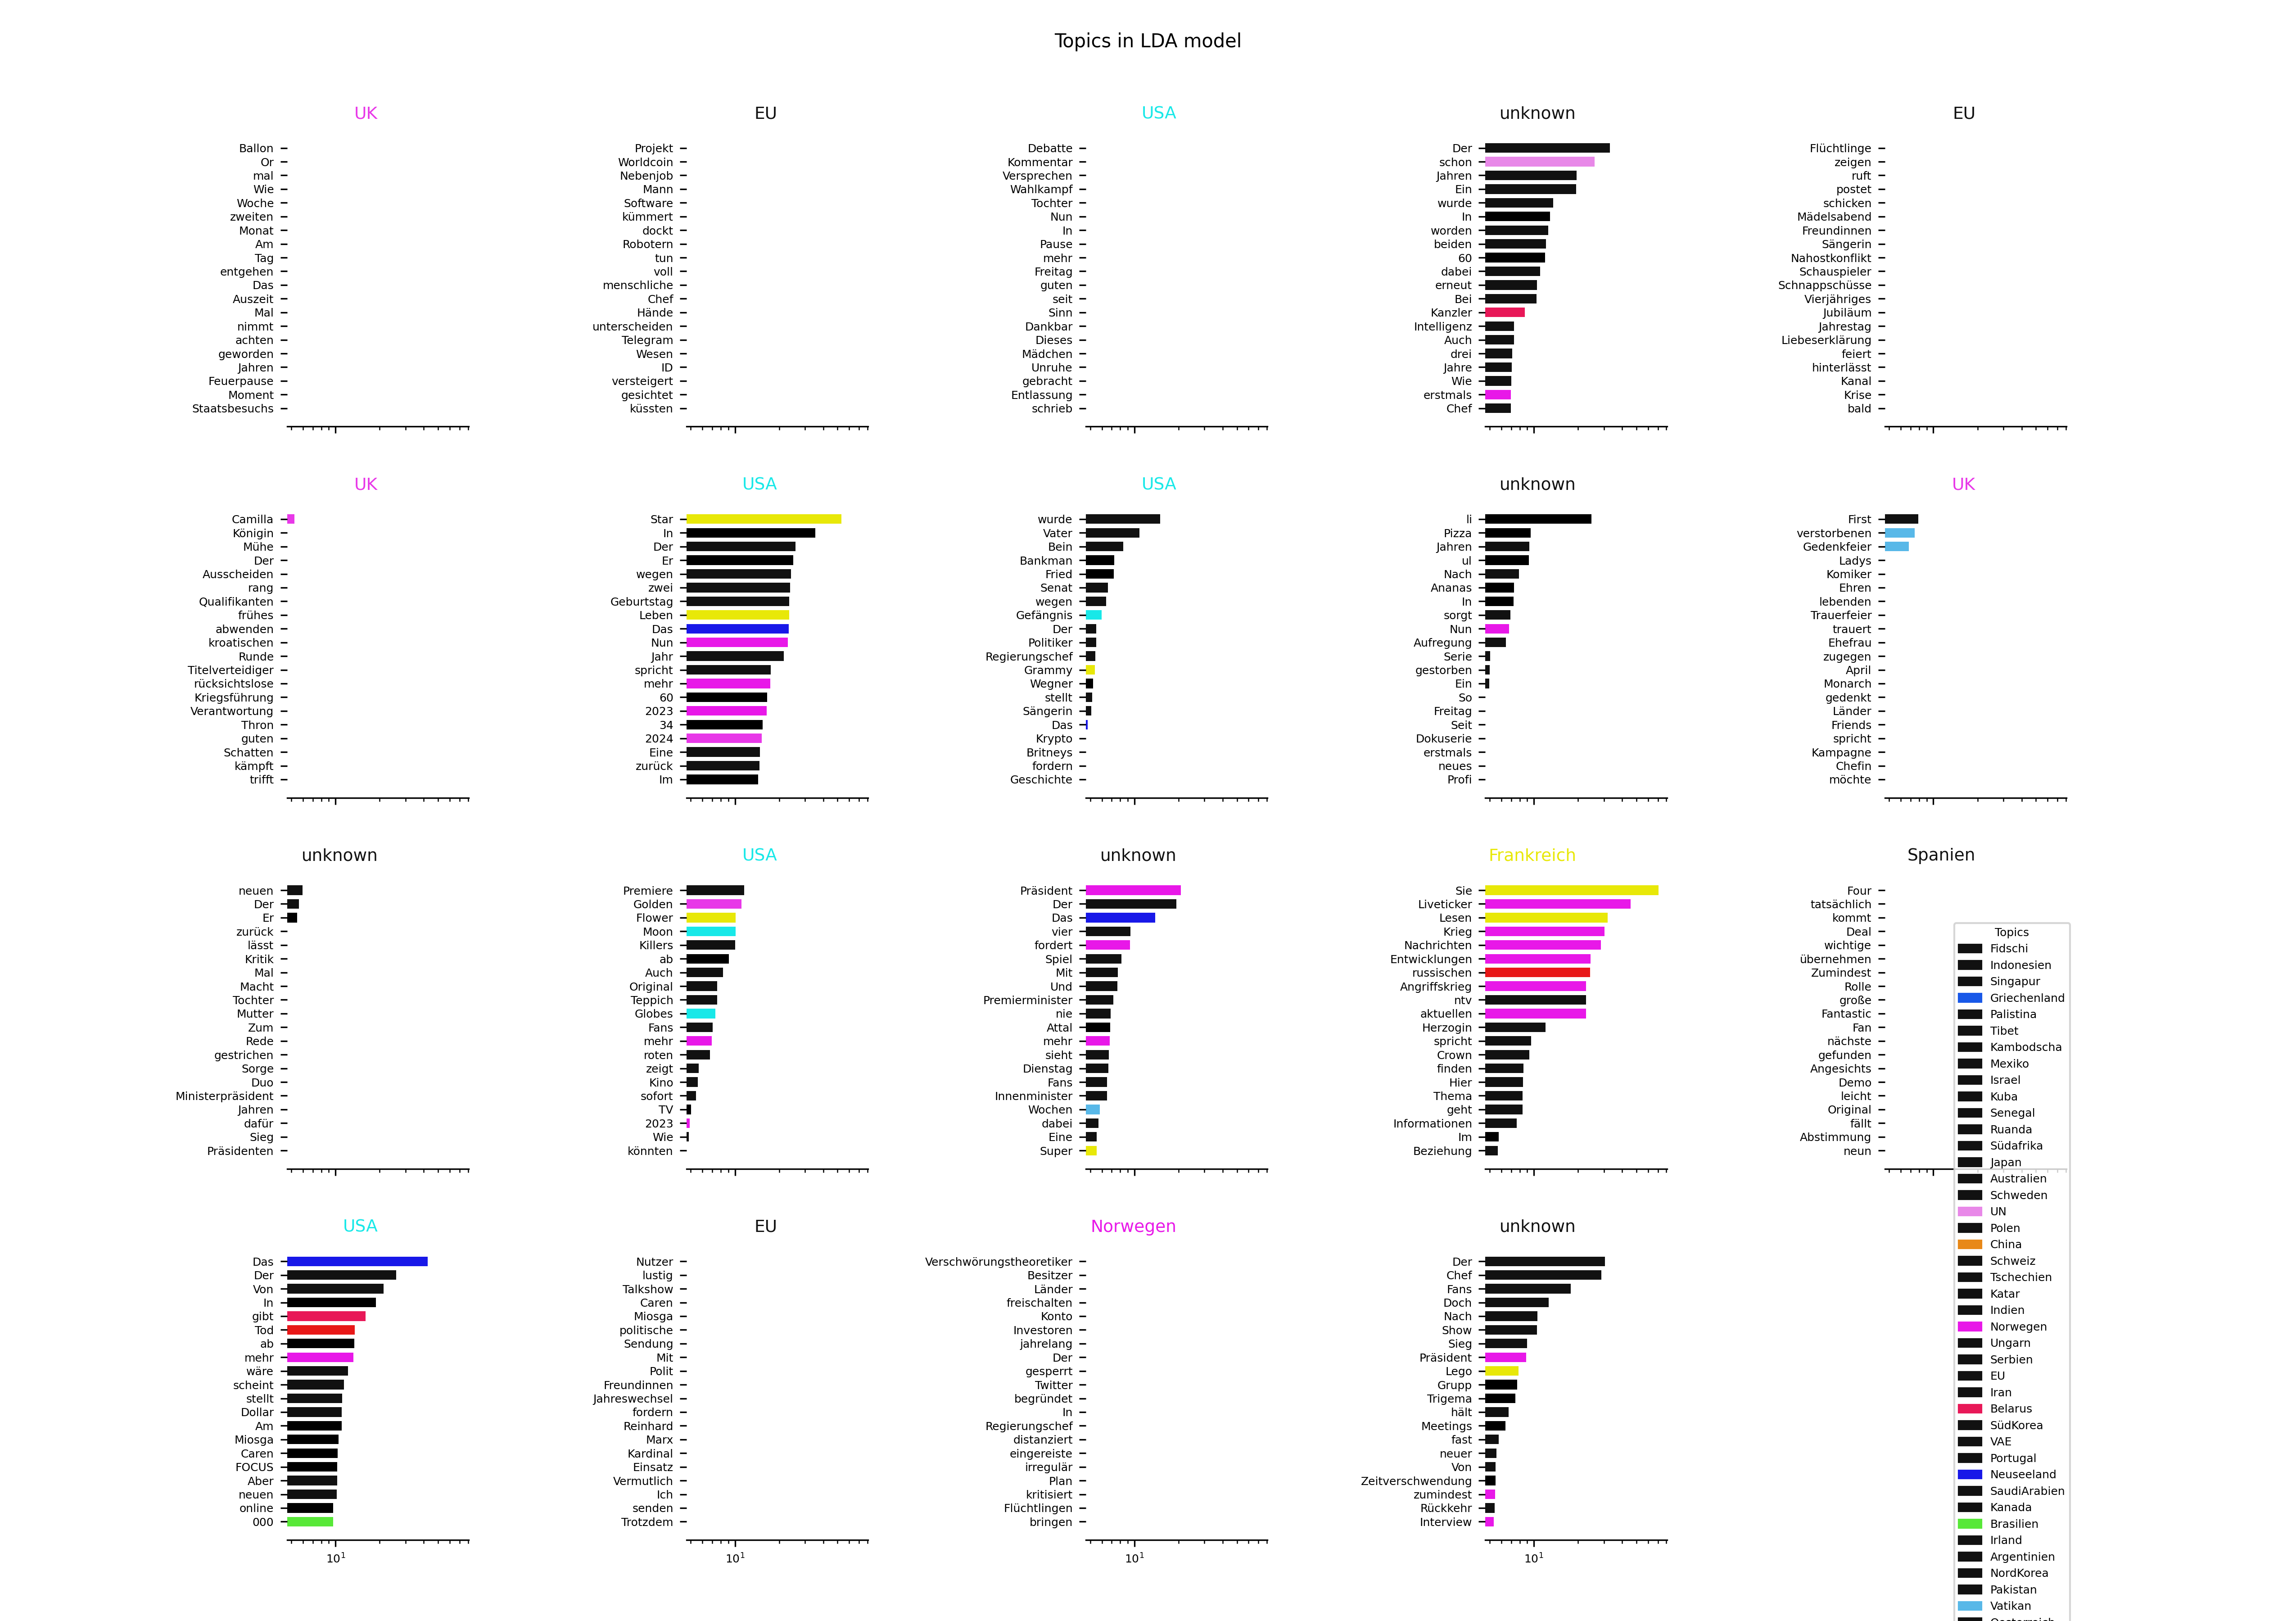 Topics in LDA model
UK
Ballon
Or
mal
Wie
Woche
zweiten
Monat
Am
Tag
entgehen
Das
Auszeit
Mal
nimmt
achten
geworden
Jahren
Feuerpause
Moment
Staatsbesuchs
EU
Projekt
Worldcoin
Nebenjob
Mann
Software
kümmert
dockt
Robotern
tun
voll
menschliche
Chef
Hände
unterscheiden
Telegram
Wesen
ID
versteigert
gesichtet
küssten
USA
Debatte
Kommentar
Versprechen
Wahlkampf
Tochter
Nun
In
Pause
mehr
Freitag
guten
seit
Sinn
Dankbar
Dieses
Mädchen
Unruhe
gebracht
Entlassung
schrieb
unknown
Der
schon
Jahren
Ein
wurde
In
worden
beiden
60
dabei
erneut
Bei
Kanzler
Intelligenz
Auch
drei
Jahre
Wie
erstmals
Chef
EU
Flüchtlinge
zeigen
ruft
postet
schicken
Mädelsabend
Freundinnen
Sängerin
Nahostkonflikt
Schauspieler
Schnappschüsse
Vierjähriges
Jubiläum
Jahrestag
Liebeserklärung
feiert
hinterlässt
Kanal
Krise
bald
UK
Camilla
Königin
Mühe
Der
Ausscheiden
rang
Qualifikanten
frühes
abwenden
kroatischen
Runde
Titelverteidiger
rücksichtslose
Kriegsführung
Verantwortung
Thron
guten
Schatten
kämpft
trifft
USA
Star
In
Der
Er
wegen
zwei
Geburtstag
Leben
Das
Nun
Jahr
spricht
mehr
60
2023
34
2024
Eine
zurück
Im
USA
wurde
Vater
Bein
Bankman
Fried
Senat
wegen
Gefängnis
Der
Politiker
Regierungschef
Grammy
Wegner
stellt
Sängerin
Das
Krypto
Britneys
fordern
Geschichte
unknown
li
Pizza
Jahren
ul
Nach
Ananas
In
sorgt
Nun
Aufregung
Serie
gestorben
Ein
So
Freitag
Seit
Dokuserie
erstmals
neues
Profi
UK
First
verstorbenen
Gedenkfeier
Ladys
Komiker
Ehren
lebenden
Trauerfeier
trauert
Ehefrau
zugegen
April
Monarch
gedenkt
Länder
Friends
spricht
Kampagne
Chefin
möchte
unknown
neuen
Der
Er
zurück
lässt
Kritik
Mal
Macht
Tochter
Mutter
Zum
Rede
gestrichen
Sorge
Duo
Ministerpräsident
Jahren
dafür
Sieg
Präsidenten
USA
Premiere
Golden
Flower
Moon
Killers
ab
Auch
Original
Teppich
Globes
Fans
mehr
roten
zeigt
Kino
sofort
TV
2023
Wie
könnten
unknown
Präsident
Der
Das
vier
fordert
Spiel
Mit
Und
Premierminister
nie
Attal
mehr
sieht
Dienstag
Fans
Innenminister
Wochen
dabei
Eine
Super
Frankreich
Sie
Liveticker
Lesen
Krieg
Nachrichten
Entwicklungen
russischen
Angriffskrieg
ntv
aktuellen
Herzogin
spricht
Crown
finden
Hier
Thema
geht
Informationen
Im
Beziehung
Spanien
Four
tatsächlich
kommt
Deal
wichtige
übernehmen
Zumindest
Rolle
große
Fantastic
Fan
nächste
gefunden
Angesichts
Demo
leicht
Original
fällt
Abstimmung
neun
USA
Das
Der
Von
In
gibt
Tod
ab
mehr
wäre
scheint
stellt
Dollar
Am
Miosga
Caren
FOCUS
Aber
neuen
online
000
10¹
EU
Nutzer
lustig
Talkshow
Caren
Miosga
politische
Sendung
Mit
Polit
Freundinnen
Jahreswechsel
fordern
Reinhard
Marx
Kardinal
Einsatz
Vermutlich
Ich
senden
Trotzdem
10¹
Norwegen
Verschwörungstheoretiker
Besitzer
Länder
freischalten
Konto
Investoren
jahrelang
Der
gesperrt
Twitter
begründet
In
Regierungschef
distanziert
eingereiste
irregulär
Plan
kritisiert
Flüchtlingen
bringen
10¹
unknown
Der
Chef
Fans
Doch
Nach
Show
Sieg
Präsident
Lego
Grupp
Trigema
hält
Meetings
fast
neuer
Von
Zeitverschwendung
zumindest
Rückkehr
Interview
10¹
Topics
Fidschi
Indonesien
Singapur
Griechenland
Palistina
Tibet
Kambodscha
Mexiko
Israel
Kuba
Senegal
Ruanda
Südafrika
Japan
Australien
Schweden
UN
Polen
China
Schweiz
Tschechien
Katar
Indien
Norwegen
Ungarn
Serbien
EU
Iran
Belarus
SüdKorea
VAE
Portugal
Neuseeland
SaudiArabien
Kanada
Brasilien
Irland
Argentinien
NordKorea
Pakistan
Vatikan